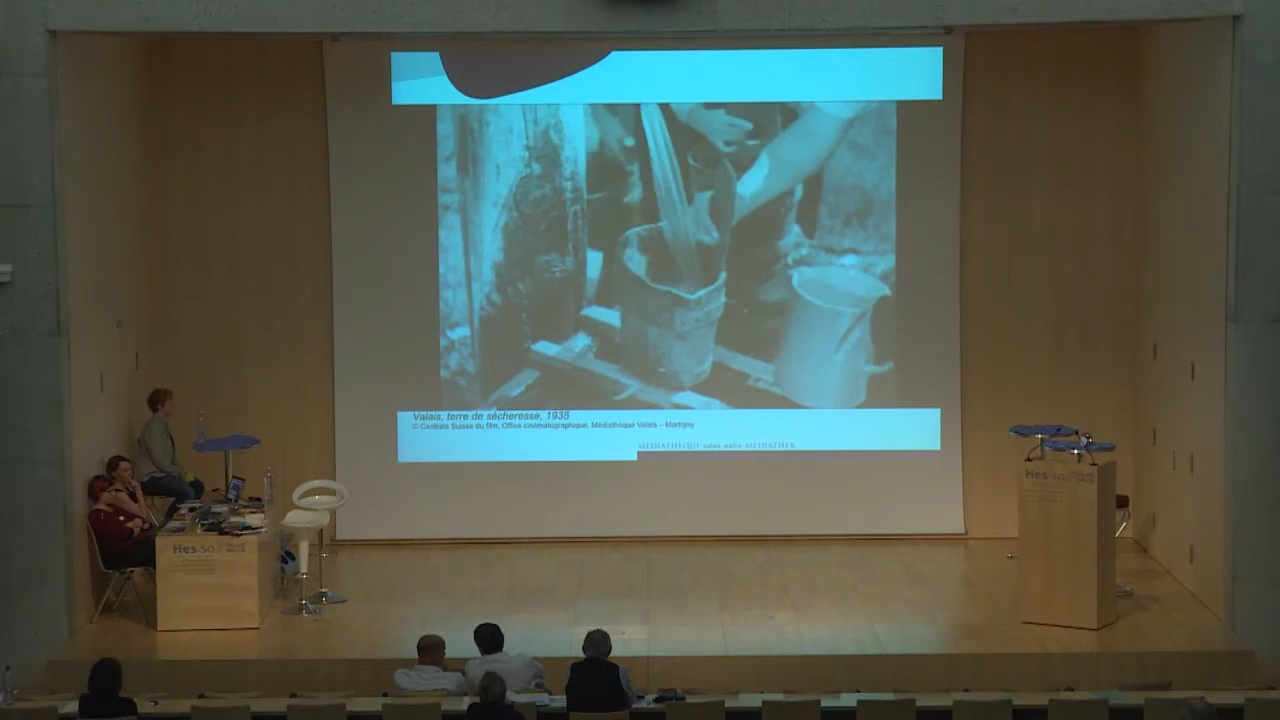 Valais, terre de sécheresse, 1935
© Centrale Suisse du film, Office cinématographique, Médiathèque Valais – Martigny
MEDIATHÈQUE valais wallis MEDIATHEK
Hes-so
Hes-so